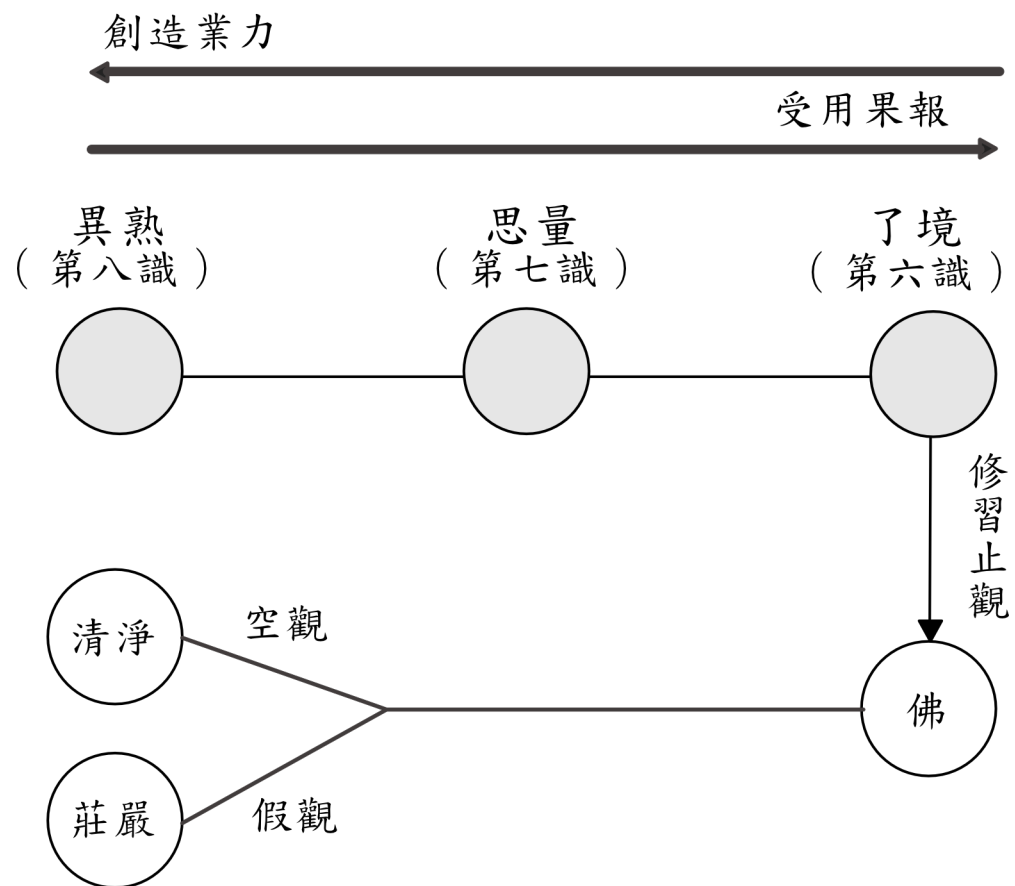 創造業力
受用果報
異熟
（第八識）
思量
（第七識）
了境
（第六識）
修習止觀
清淨
空觀
佛
莊嚴
假觀